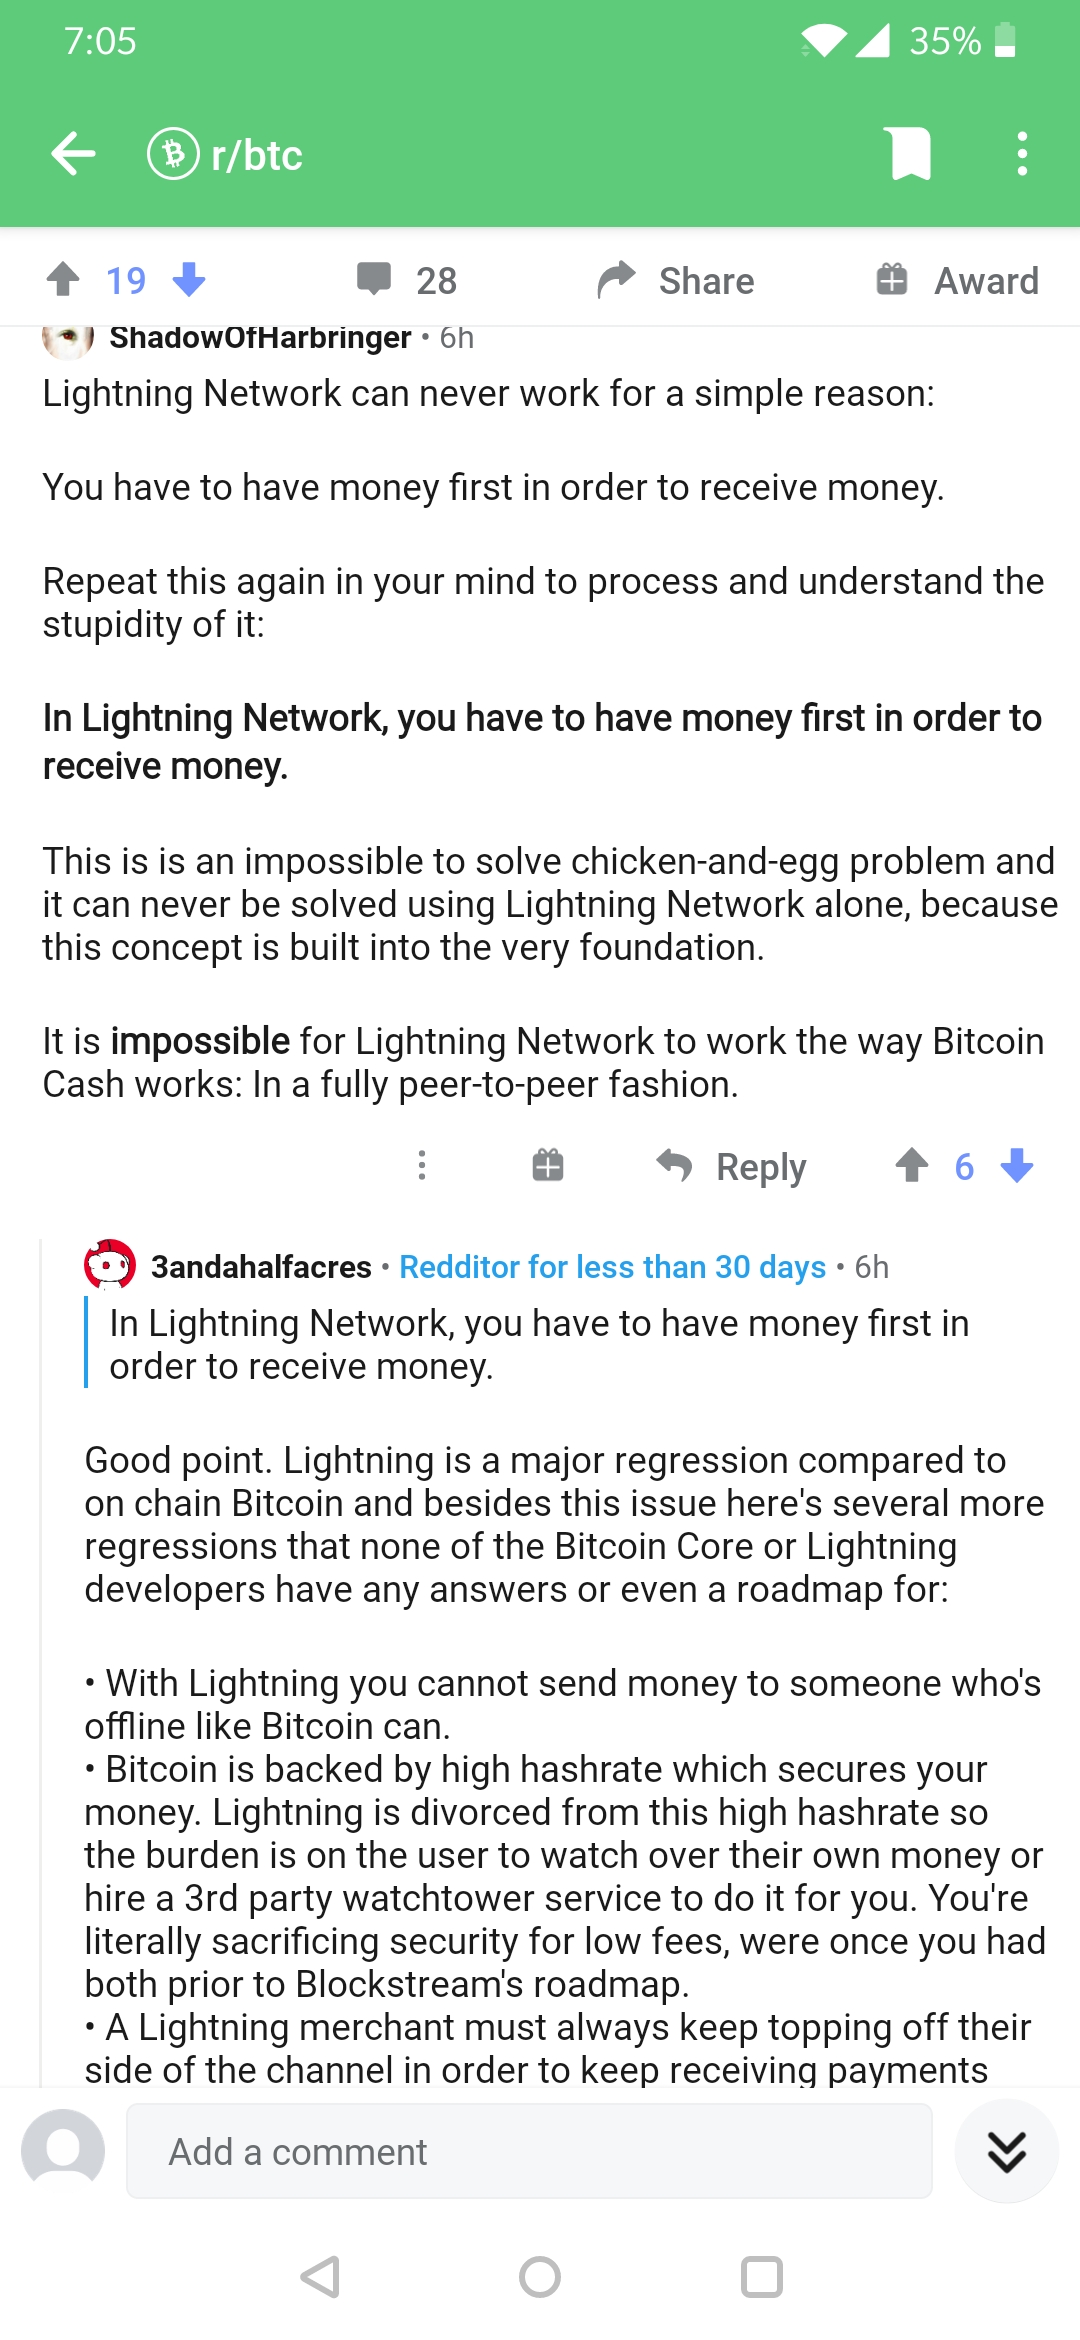 7:05
35%
r/btc
19
28
Share
Award
ShadowOfHarbringer • 6h
Lightning Network can never work for a simple reason:
You have to have money first in order to receive money.
Repeat this again in your mind to process and understand the
stupidity of it:
In Lightning Network, you have to have money first in order to
receive money.
This is is an impossible to solve chicken-and-egg problem and
it can never be solved using Lightning Network alone, because
this concept is built into the very foundation.
It is impossible for Lightning Network to work the way Bitcoin
Cash works: In a fully peer-to-peer fashion.
Reply
6
3andahalfacres • Redditor for less than 30 days • 6h
In Lightning Network, you have to have money first in
order to receive money.
Good point. Lightning is a major regression compared to
on chain Bitcoin and besides this issue here's several more
regressions that none of the Bitcoin Core or Lightning
developers have any answers or even a roadmap for:
• With Lightning you cannot send money to someone who's
offline like Bitcoin can.
• Bitcoin is backed by high hashrate which secures your
money. Lightning is divorced from this high hashrate so
the burden is on the user to watch over their own money or
hire a 3rd party watchtower service to do it for you. You're
literally sacrificing security for low fees, were once you had
both prior to Blockstream's roadmap.
• A Lightning merchant must always keep topping off their
side of the channel in order to keep receiving payments
Add a comment